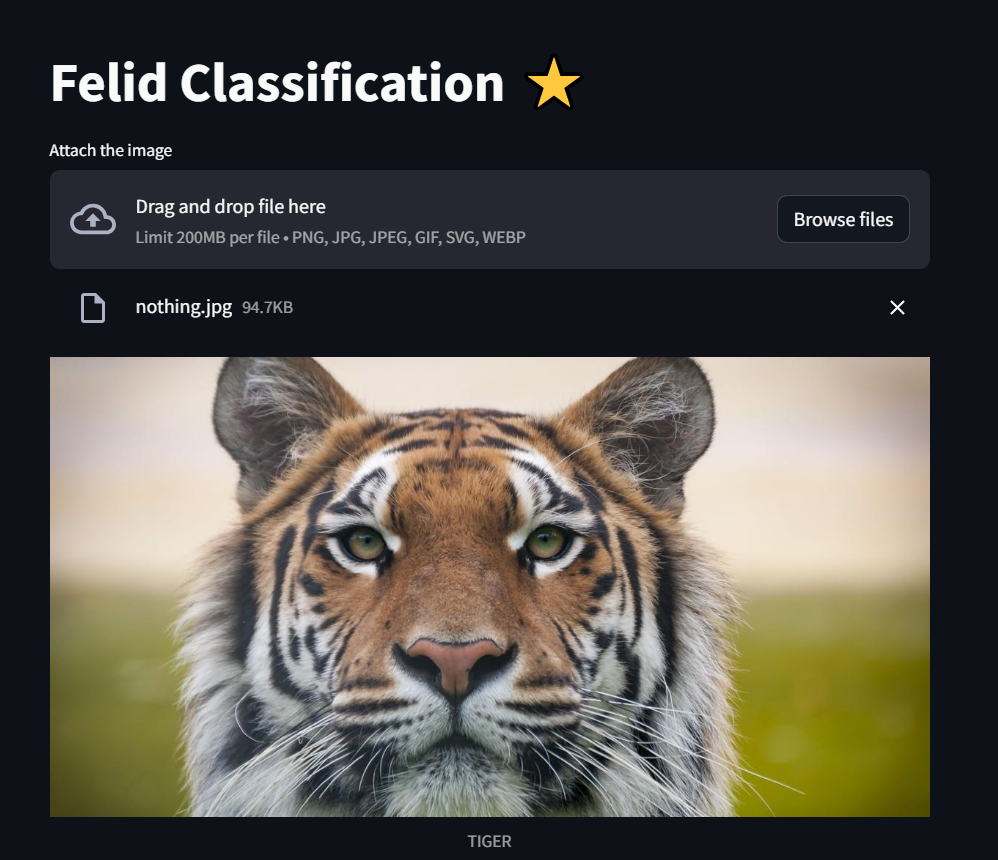 Felid Classification
Attach the image
Drag and drop file here
Limit 200MB per file • PNG, JPG, JPEG, GIF, SVG, WEBP
Browse files
nothing.jpg 94.7KB
TIGER